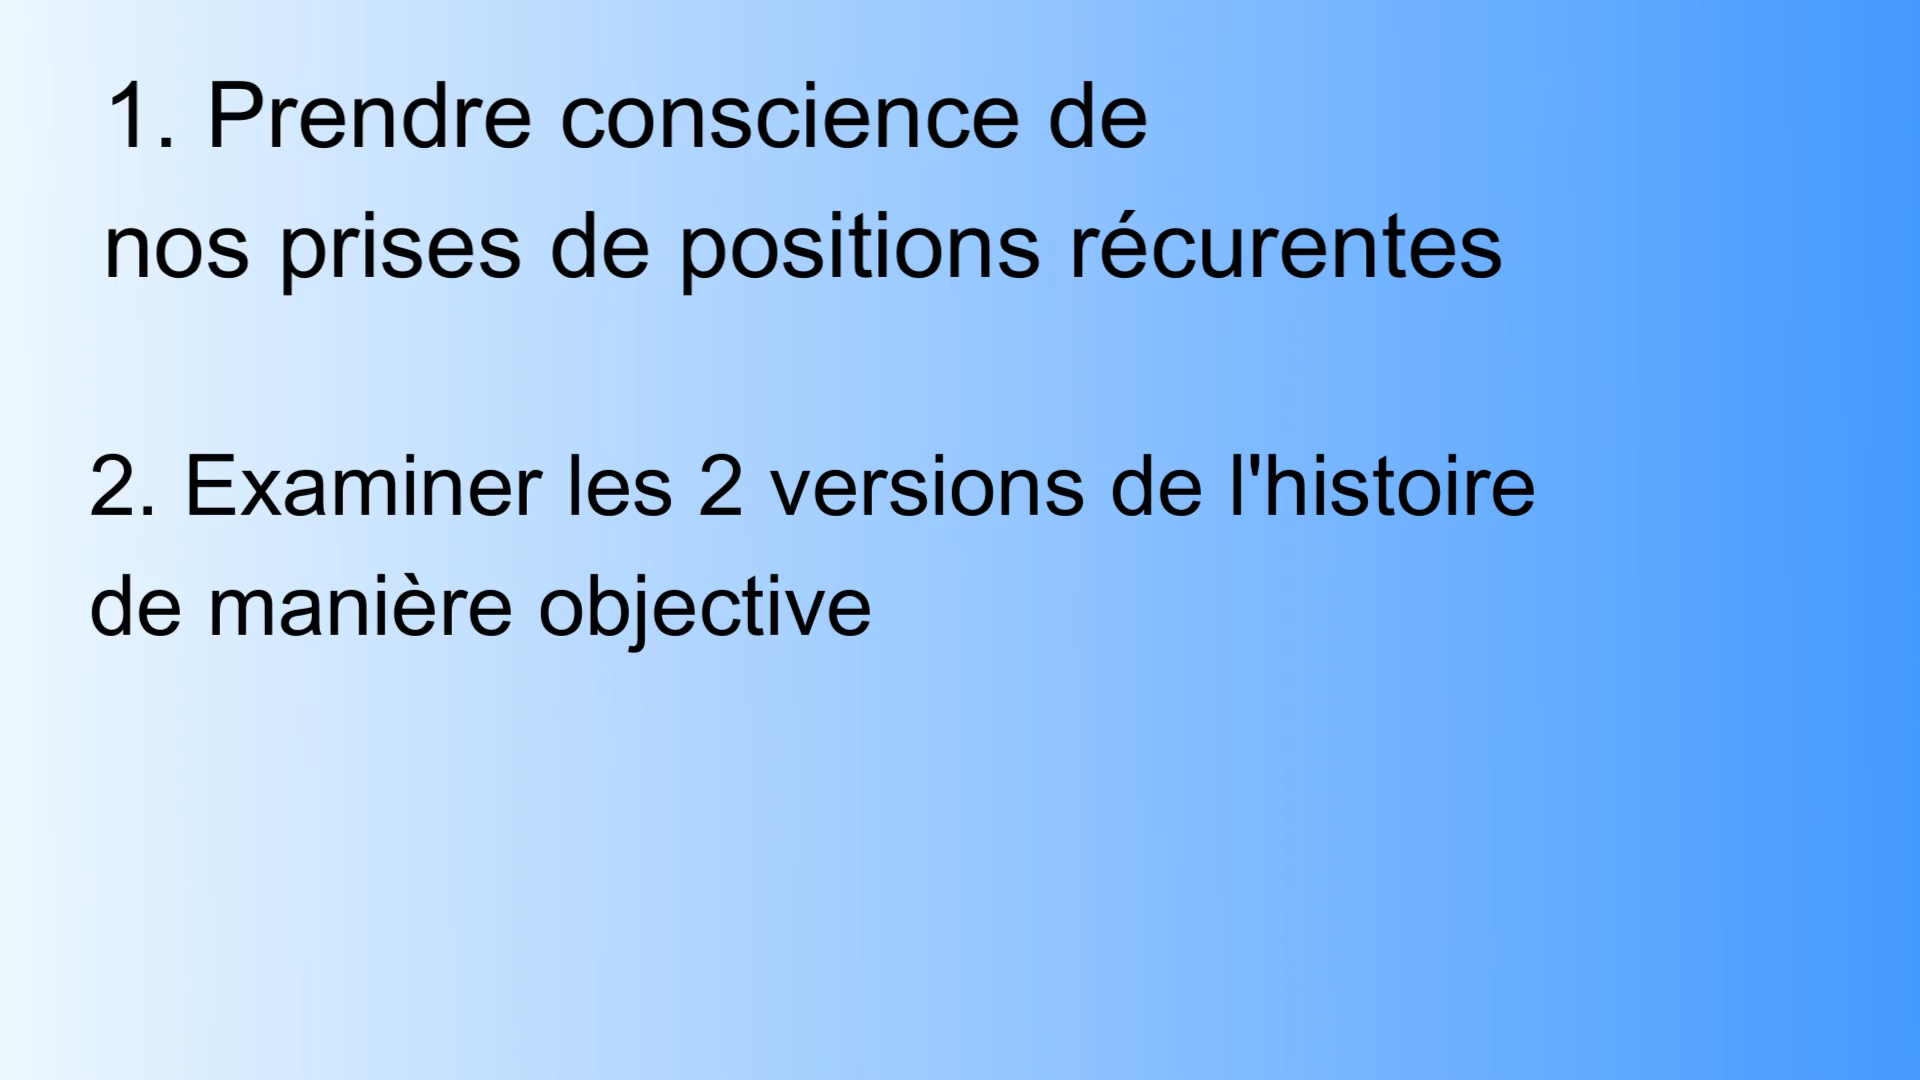 1. Prendre conscience de
nos prises de positions récurentes
2. Examiner les 2 versions de l'histoire
de manière objective